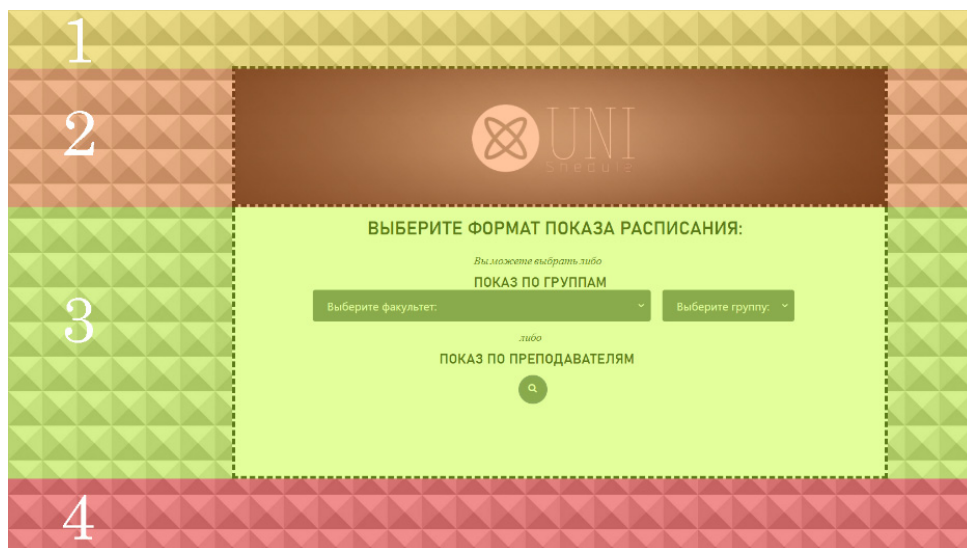 1
2
UNI
3
ВЫБЕРИТЕ ФОРМАТ ПОКАЗА РАСПИСАНИЯ:
Вы можете выбрать либо
ПОКАЗ ПО ГРУППАМ
Выберите факультет:
Выберите группу:
либо
ПОКАЗ ПО ПРЕПОДАВАТЕЛЯМ
4